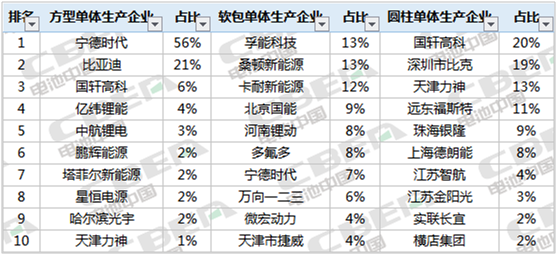 排名 方型单体生产企业 占比 软包单体生产企业 占比 圆柱单体生产企业 占比
1 宁德时代 56% 孚能科技 13% 国轩高科 20%
2 比亚迪 21% 桑顿新能源 13% 深圳市比克 19%
3 国轩高科 6% 卡耐新能源 12% 天津力神 13%
4 亿纬锂能 4% 北京国能 9% 远东福斯特 11%
5 中航锂电 3% 河南锂动 8% 珠海银隆 9%
6 鹏辉能源 2% 多氟多 8% 上海德朗能 8%
7 塔菲尔新能源 2% 宁德时代 7% 江苏智航 4%
8 星恒电源 2% 万向一二三 6% 江苏金阳光 3%
9 哈尔滨光宇 2% 微宏动力 4% 实联长宜 2%
10 天津力神 1% 天津市捷威 4% 横店集团 2%
CBEA
电池中国
CBEA
电池中国
CBEA
电池中国